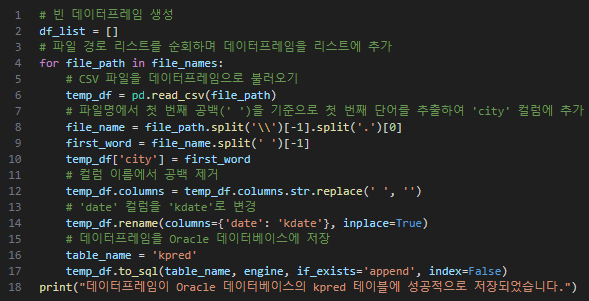 1 # 빈 데이터프레임 생성
2 df_list = []
3 # 파일 경로 리스트를 순회하며 데이터프레임을 리스트에 추가
4 for file_path in file_names:
5     # CSV 파일을 데이터프레임으로 불러오기
6     temp_df = pd.read_csv(file_path)
7     # 파일명에서 첫 번째 공백(' ')을 기준으로 첫 번째 단어를 추출하여 'city' 컬럼에 추가
8     file_name = file_path.split('\\')[-1].split('.')[0]
9     first_word = file_name.split(' ')[-1]
10     temp_df['city'] = first_word
11     # 컬럼 이름에서 공백 제거
12     temp_df.columns = temp_df.columns.str.replace(' ', '')
13     # 'date' 컬럼을 'kdate'로 변경
14     temp_df.rename(columns={'date': 'kdate'}, inplace=True)
15     # 데이터프레임을 Oracle 데이터베이스에 저장
16     table_name = 'kpred'
17     temp_df.to_sql(table_name, engine, if_exists='append', index=False)
18 print("데이터프레임이 Oracle 데이터베이스의 kpred 테이블에 성공적으로 저장되었습니다.")